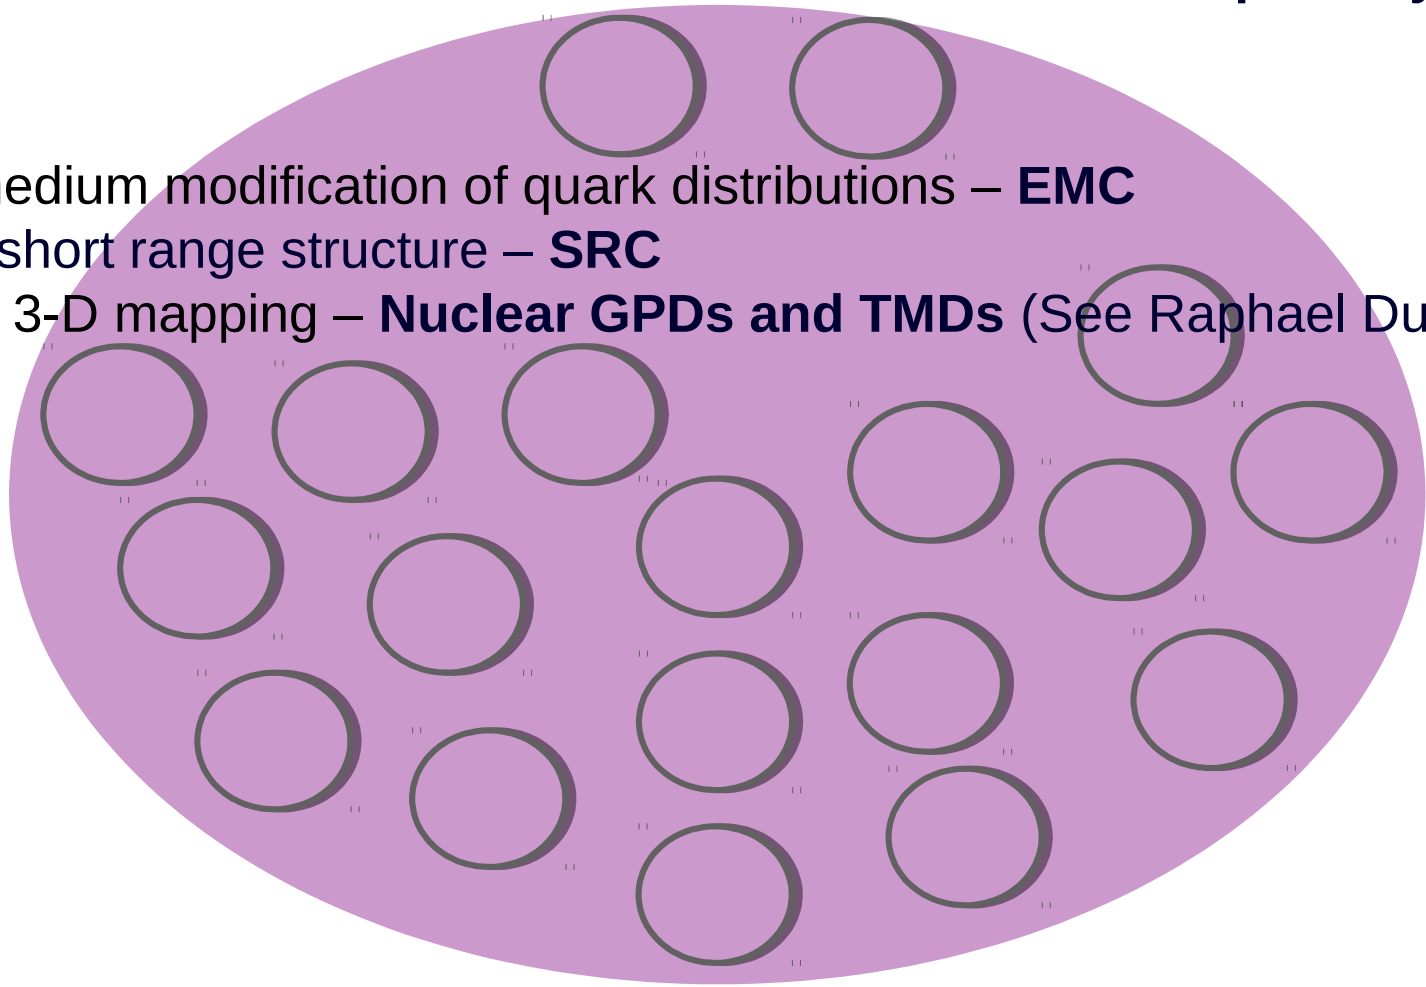 edium modification of quark distributions – EMC
short range structure – SRC
3-D mapping – Nuclear GPDs and TMDs (See Raphael Du